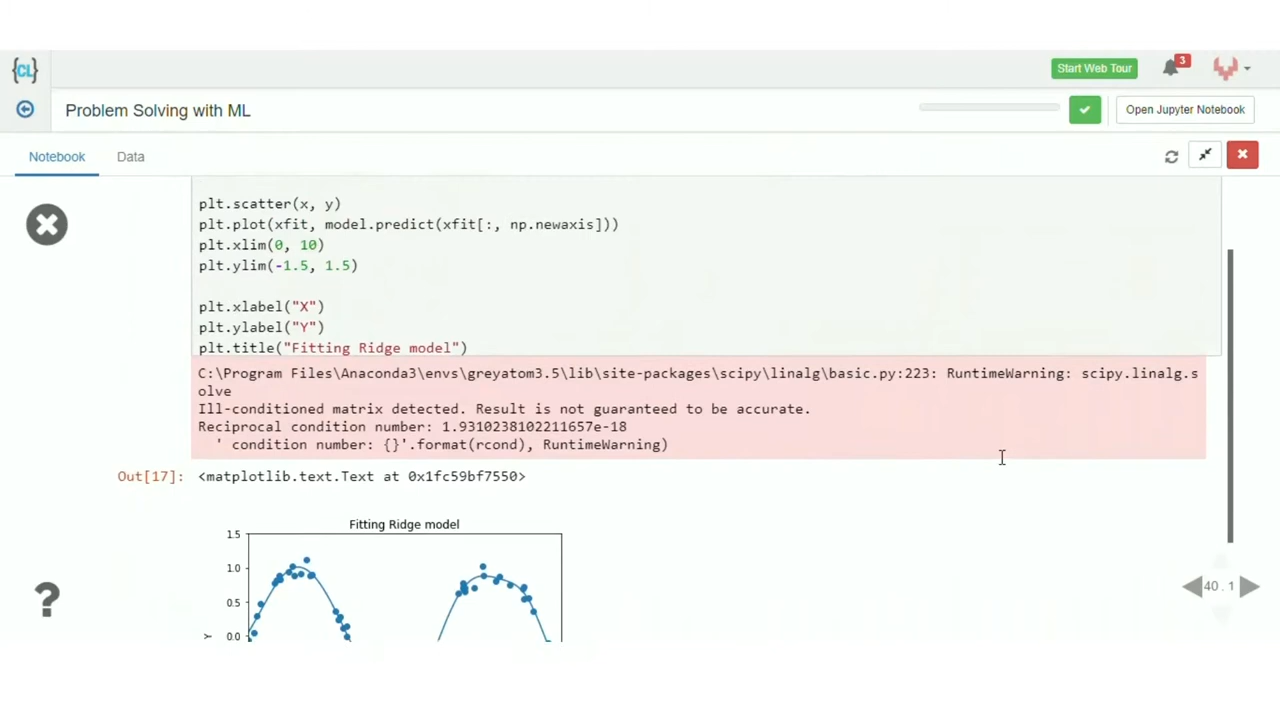 {CL}
Start Web Tour
3
Problem Solving with ML
Open Jupyter Notebook
Notebook
Data
plt.scatter(x, y)
plt.plot(xfit, model.predict(xfit[:, np.newaxis]))
plt.xlim(0, 10)
plt.ylim(-1.5, 1.5)
plt.xlabel("X")
plt.ylabel("Y")
plt.title("Fitting Ridge model")
C:\Program Files\Anaconda3\envs\greyatom3.5\lib\site-packages\scipy\linalg\basic.py:223: RuntimeWarning: scipy.linalg.s
olve
Ill-conditioned matrix detected. Result is not guaranteed to be accurate.
Reciprocal condition number: 1.9310238102211657e-18
' condition number: {}'.format(rcond), RuntimeWarning)
Out[17]: <matplotlib.text.Text at 0x1fc59bf7550>
Fitting Ridge model
1.5
1.0
0.5
0.0
Y
?
40 . 1